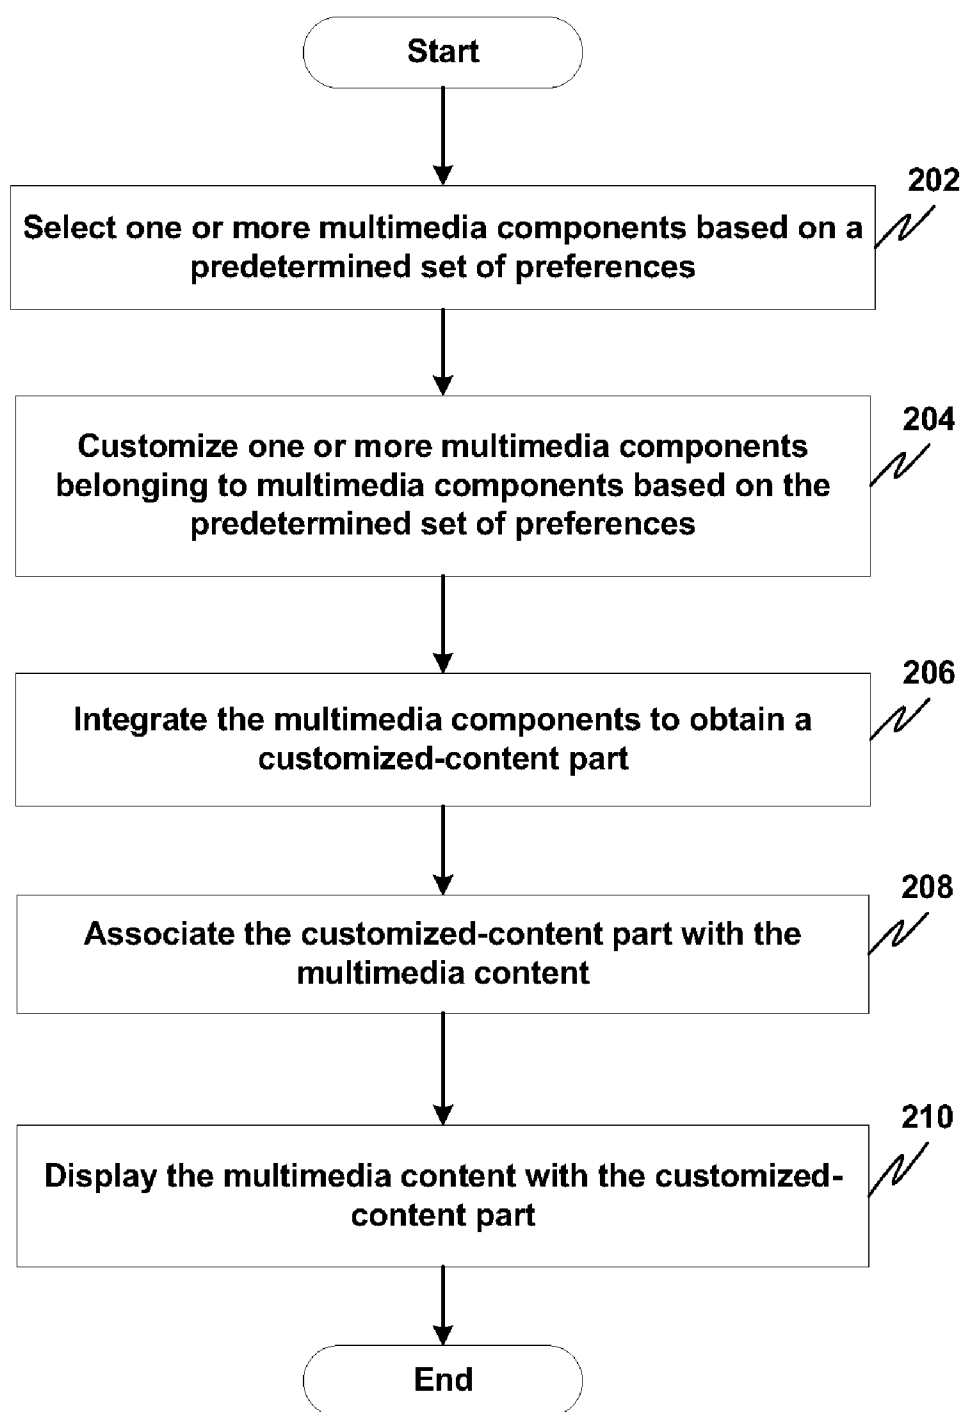 Start
202
Select one or more multimedia components based on a
predetermined set of preferences
204
Customize one or more multimedia components
belonging to multimedia components based on the
predetermined set of preferences
206
Integrate the multimedia components to obtain a
customized-content part
208
Associate the customized-content part with the
multimedia content
210
Display the multimedia content with the customized-
content part
End